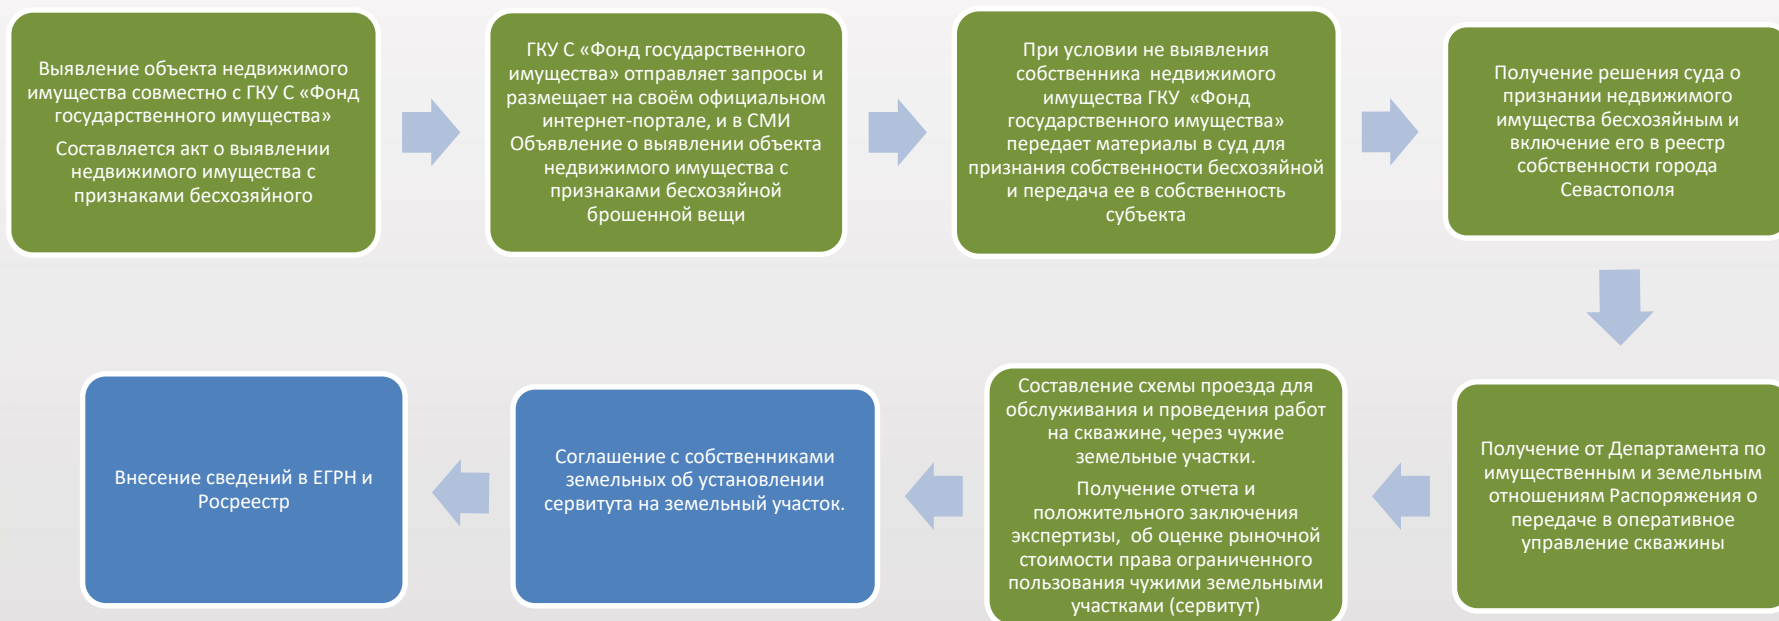 Выявление объекта недвижимого
имущества совместно с ГКУ С «Фонд
государственного имущества»
Составляется акт о выявлении
недвижимого имущества с
признаками бесхозяйного
ГКУ С «Фонд государственного
имущества» отправляет запросы и
размещает на своём официальном
интернет-портале, и в СМИ
Объявление о выявлении объекта
недвижимого имущества с
признаками бесхозяйной
брошенной вещи
При условии не выявления
собственника недвижимого
имущества ГКУ «Фонд
государственного имущества»
передает материалы в суд для
признания собственности бесхозяйной
и передача ее в собственность
субъекта
Получение решения суда о
признании недвижимого
имущества бесхозяйным и
включение его в реестр
собственности города
Севастополя
Получение от Департамента по
имущественным и земельным
отношениям Распоряжения о
передаче в оперативное
управление скважины
Составление схемы проезда для
обслуживания и проведения работ
на скважине, через чужие
земельные участки.
Получение отчета и
положительного заключения
экспертизы, об оценке рыночной
стоимости права ограниченного
пользования чужими земельными
участками (сервитут)
Соглашение с собственниками
земельных об установлении
сервитута на земельный участок.
Внесение сведений в ЕГРН и
Росреестр